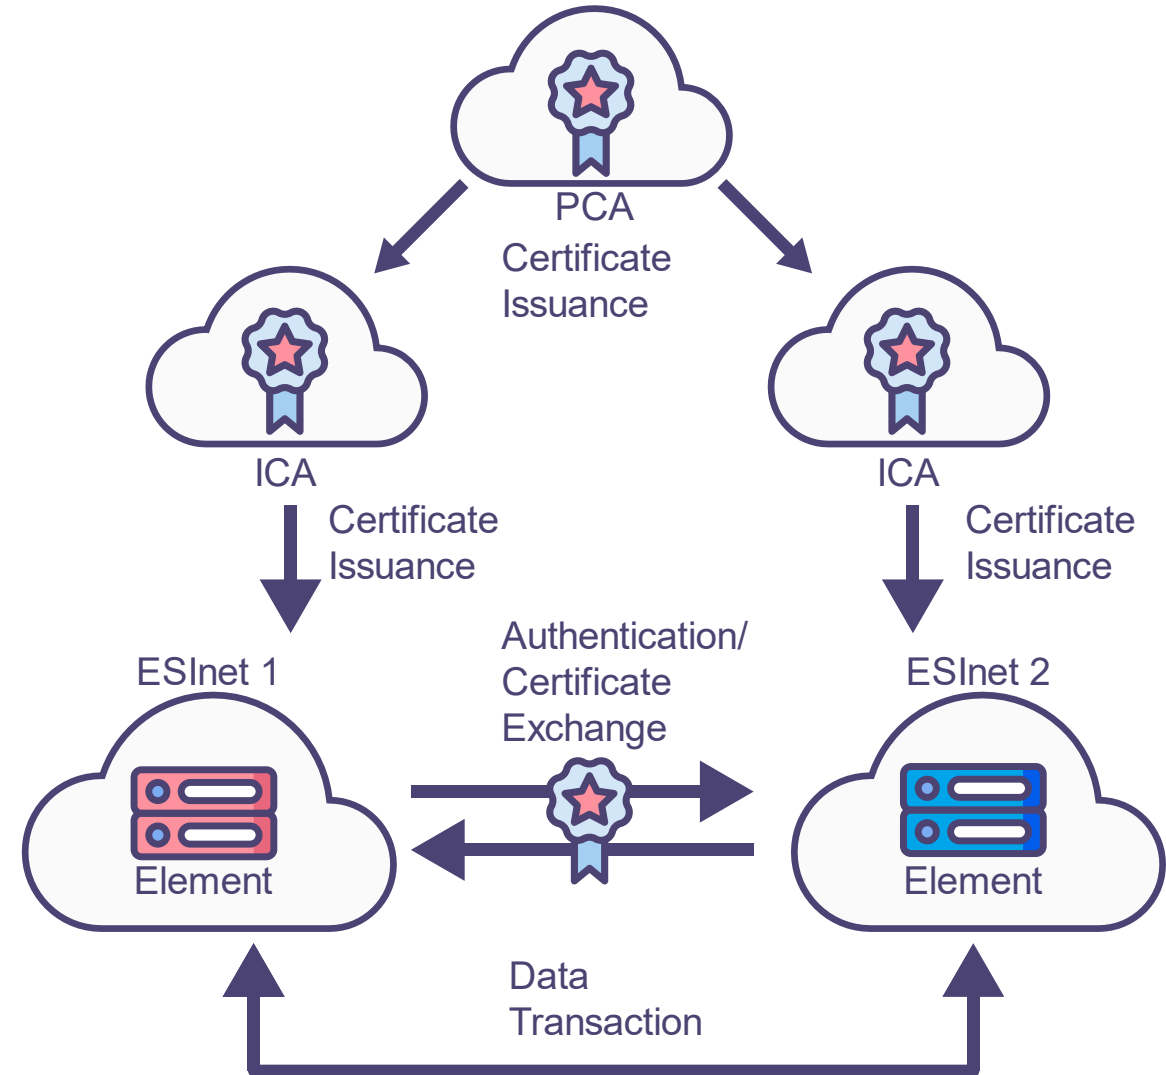 PCA
Certificate
Issuance
ICA
ICA
Certificate
Issuance
Certificate
Issuance
Authentication/
Certificate
Exchange
ESInet 1
ESInet 2
Element
Element
Data
Transaction